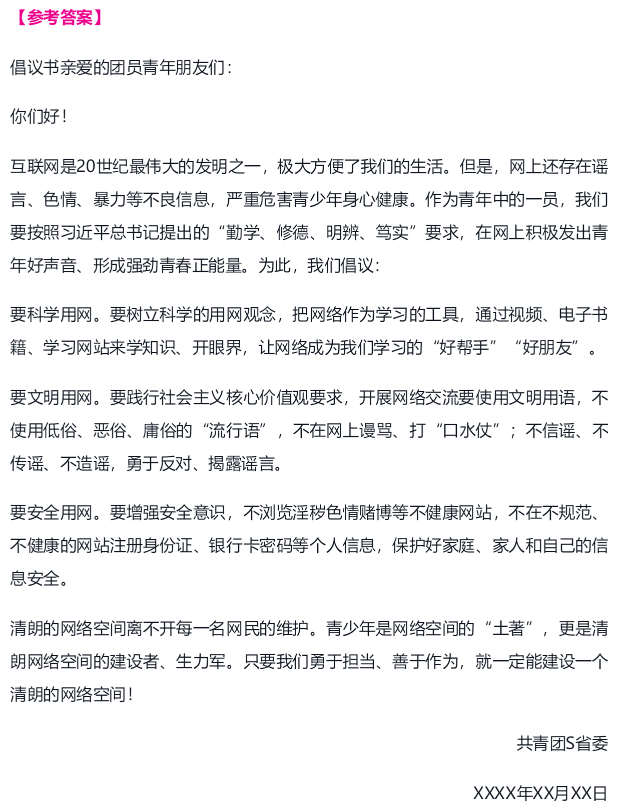 【参考答案】
倡议书亲爱的团员青年朋友们：
你们好！
互联网是20世纪最伟大的发明之一，极大方便了我们的生活。但是，网上还存在谣
言、色情、暴力等不良信息，严重危害青少年身心健康。作为青年中的一员，我们
要按照习近平总书记提出的“勤学、修德、明辨、笃实”要求，在网上积极发出青
年好声音、形成强劲青春正能量。为此，我们倡议：
要科学用网。要树立科学的用网观念，把网络作为学习的工具，通过视频、电子书
籍、学习网站来学知识、开眼界，让网络成为我们学习的“好帮手”“好朋友”。
要文明用网。要践行社会主义核心价值观要求，开展网络交流要使用文明用语，不
使用低俗、恶俗、庸俗的“流行语”，不在网上谩骂、打“口水仗”；不信谣、不
传谣、不造谣，勇于反对、揭露谣言。
要安全用网。要增强安全意识，不浏览淫秽色情赌博等不健康网站，不在不规范、
不健康的网站注册身份证、银行卡密码等个人信息，保护好家庭、家人和自己的信
息安全。
清朗的网络空间离不开每一名网民的维护。青少年是网络空间的“土著”，更是清
朗网络空间的建设者、生力军。只要我们勇于担当、善于作为，就一定能建设一个
清朗的网络空间！
共青团S省委
XXXX年XX月XX日